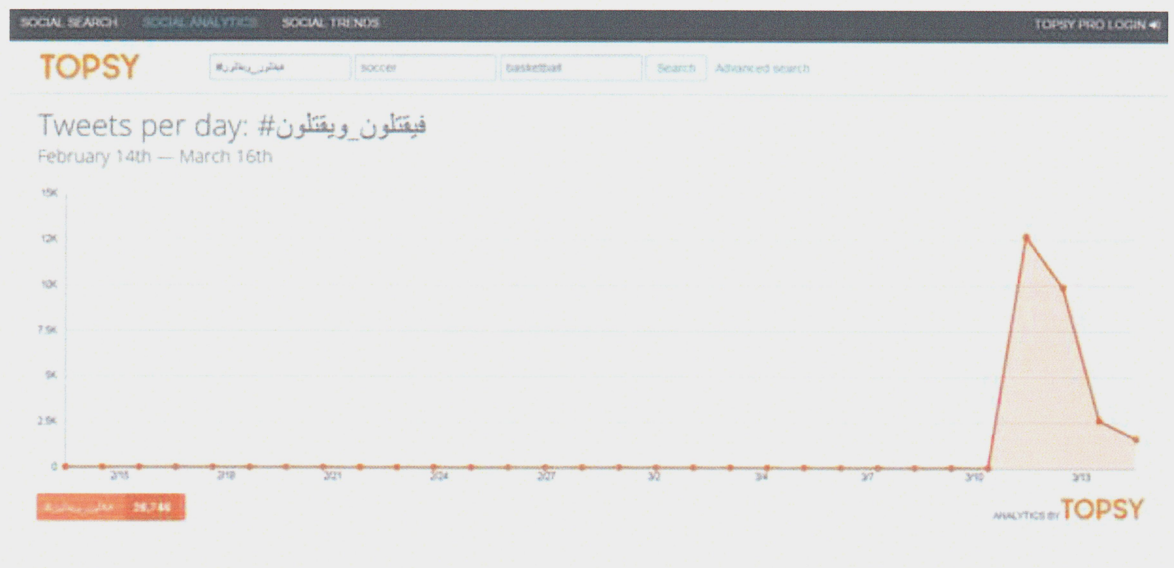 SOCIAL SEARCH SOCIAL ANALYTICS SOCIAL TRENDS TOPSY PRO LOGIN
TOPSY #فيقتلون_ويقتلون soccer basketball Search Advanced search
Tweets per day: #فيقتلون_ويقتلون
February 14th — March 16th
15K
12K
10K
7.5K
5K
2.5K
0
2/15 2/18 2/21 2/24 2/27 3/2 3/4 3/7 3/10 3/13
#فيقتلون_ويقتلون 26,746
ANALYTICS BY TOPSY